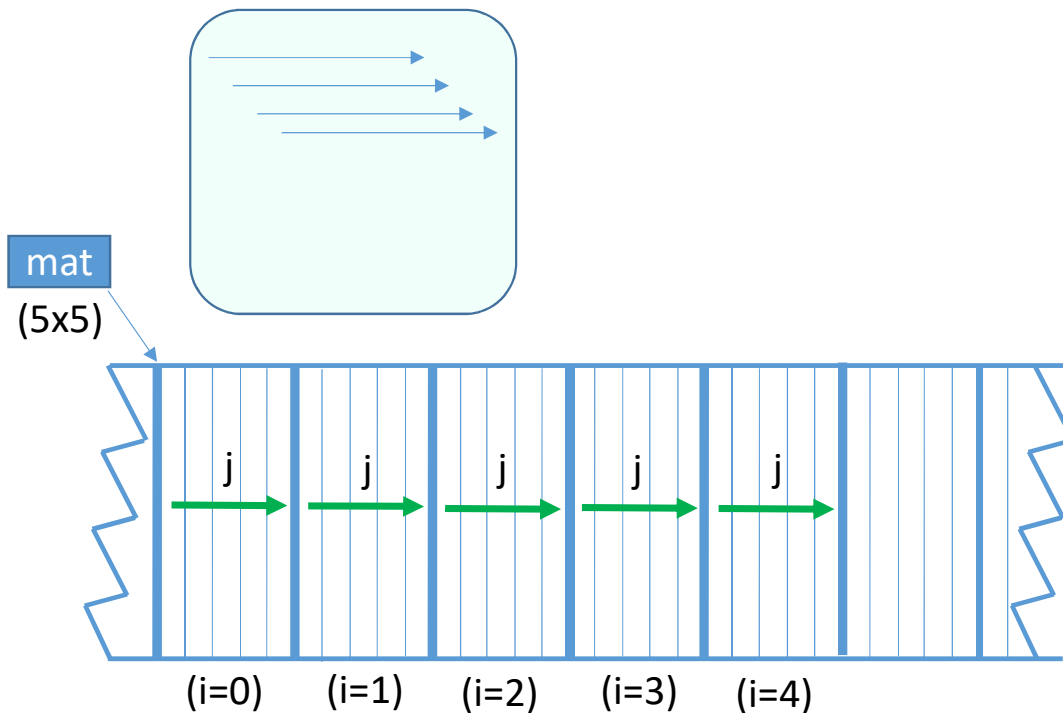 mat
(5x5)
j j j j j
(i=0) (i=1) (i=2) (i=3) (i=4)